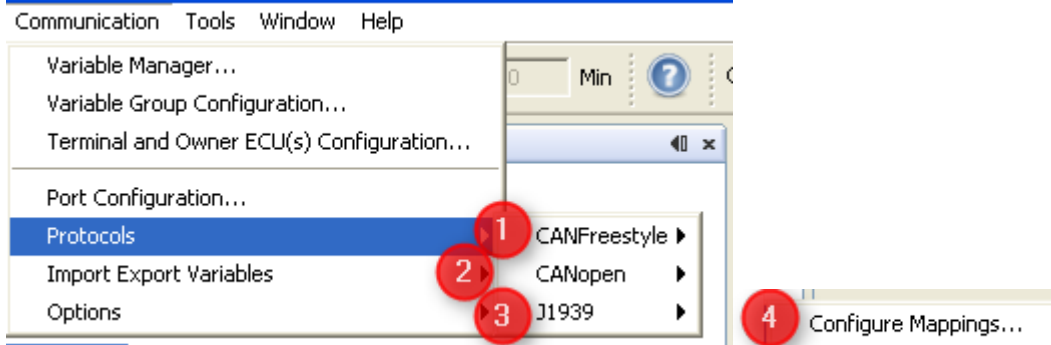 Communication Tools Window Help
Variable Manager...
0 Min ?
Variable Group Configuration...
Terminal and Owner ECU(s) Configuration...
Port Configuration...
Protocols 1 CANFreestyle
Import Export Variables 2 CANopen
Options 3 J1939
4 Configure Mappings...